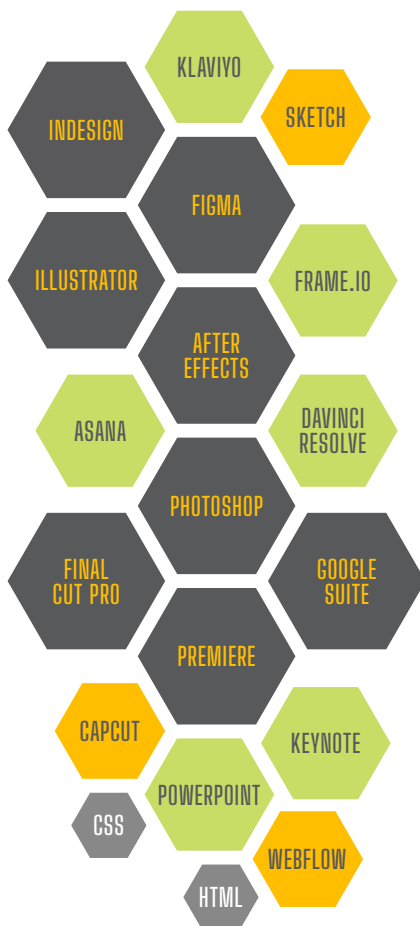 KLAVIYO
SKETCH
INDESIGN
FIGMA
ILLUSTRATOR
FRAME.IO
AFTER
EFFECTS
ASANA
DAVINCI
RESOLVE
PHOTOSHOP
FINAL
CUT PRO
GOOGLE
SUITE
PREMIERE
CAPCUT
KEYNOTE
POWERPOINT
CSS
WEBFLOW
HTML